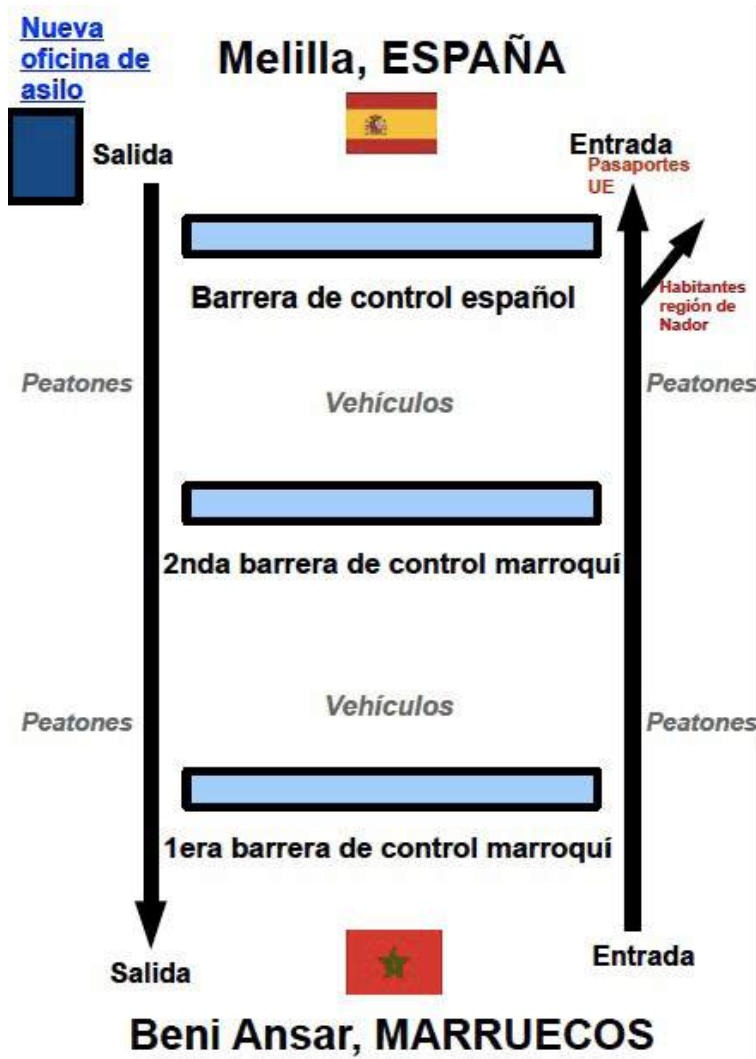 Nueva
oficina de
asilo
Melilla, ESPAÑA
Salida
Entrada
Pasaportes
UE
Barrera de control español
Habitantes
región de
Nador
Peatones
Vehículos
Peatones
2nda barrera de control marroquí
Peatones
Vehículos
Peatones
1era barrera de control marroquí
Salida
Entrada
Beni Ansar, MARRUECOS